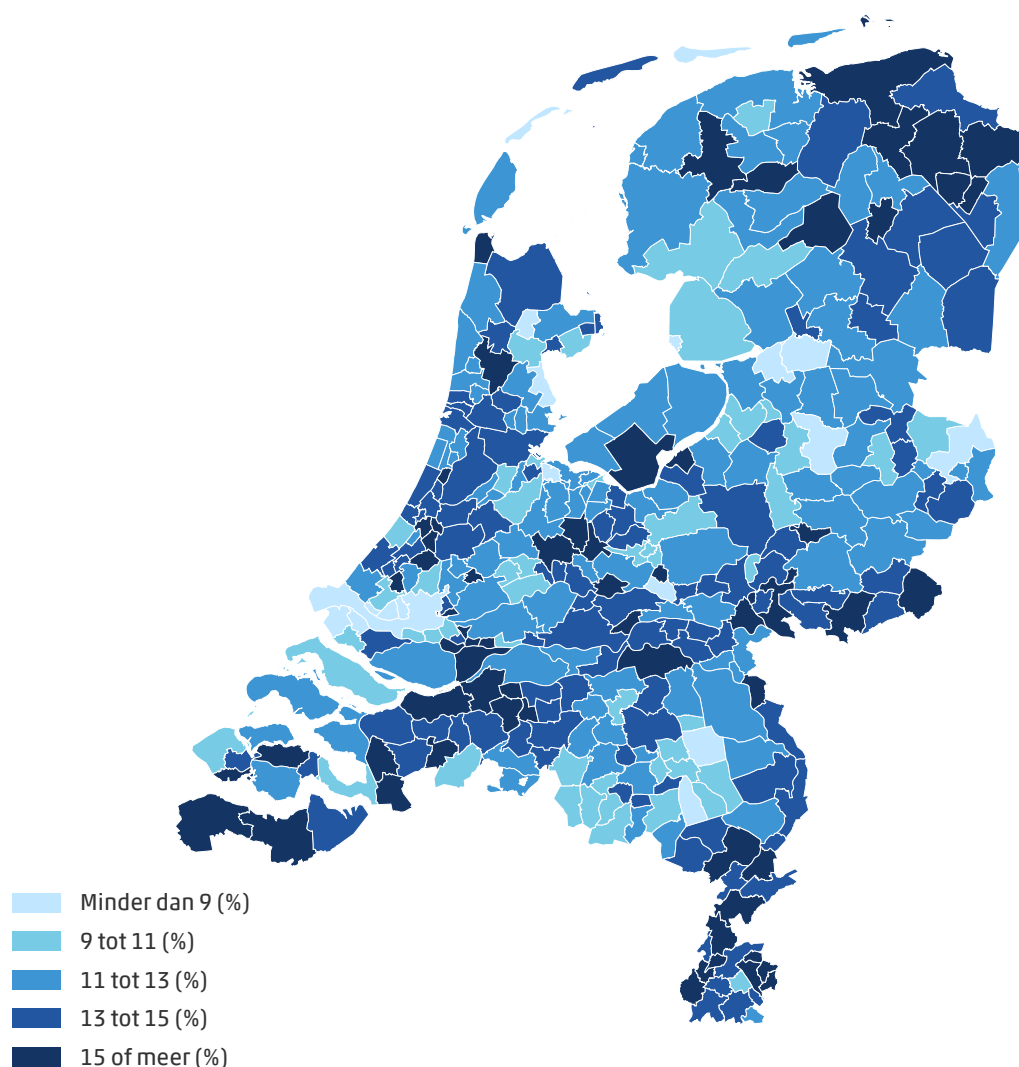 Minder dan 9 (%)
9 tot 11 (%)
11 tot 13 (%)
13 tot 15 (%)
15 of meer (%)